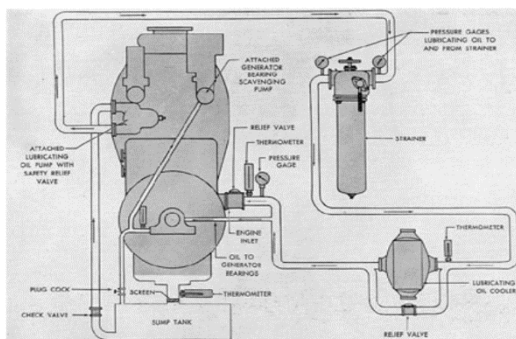 PRESSURE GAGES
LUBRICATING OIL TO
AND FROM STRAINER
ATTACHED
GENERATOR
BEARING
SCAVENGING
PUMP
RELIEF VALVE
THERMOMETER
PRESSURE
GAGE
STRAINER
ATTACHED
LUBRICATING
OIL PUMP WITH
SAFETY RELIEF
VALVE
THERMOMETER
ENGINE
INLET
OIL TO
GENERATOR
BEARINGS
LUBRICATING
OIL COOLER
PLUG COCK
SCREEN
THERMOMETER
CHECK VALVE
SUMP TANK
RELIEF VALVE